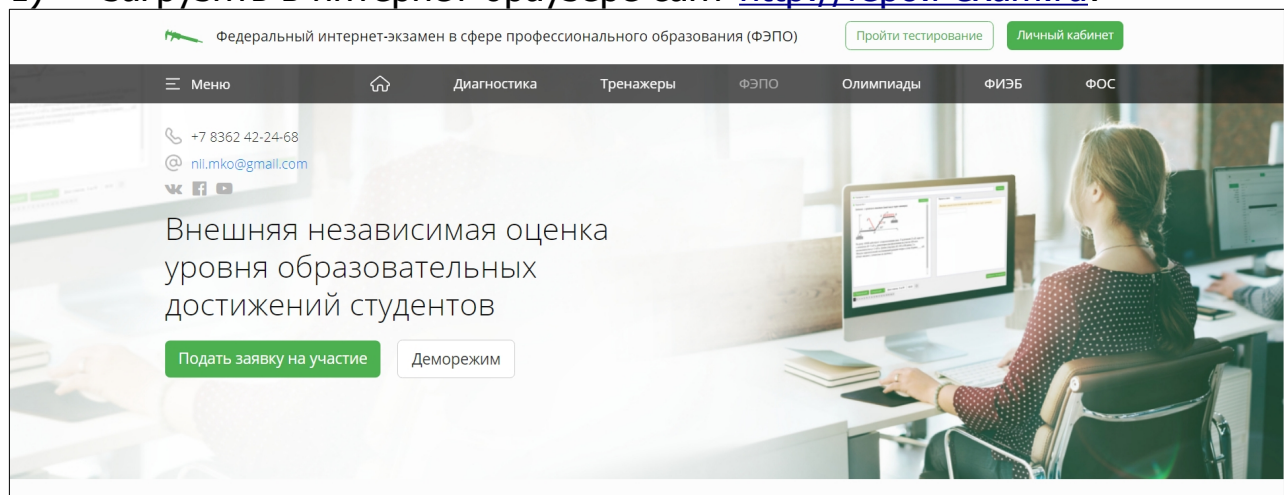 Федеральный интернет-экзамен в сфере профессионального образования (ФЭПО)
Пройти тестирование
Личный кабинет
Меню
Диагностика
Тренажеры
ФЭПО
Олимпиады
ФИЭБ
ФОС
+7 8362 42-24-68
nii.mko@gmail.com
Внешняя независимая оценка
уровня образовательных
достижений студентов
Подать заявку на участие
Деморежим